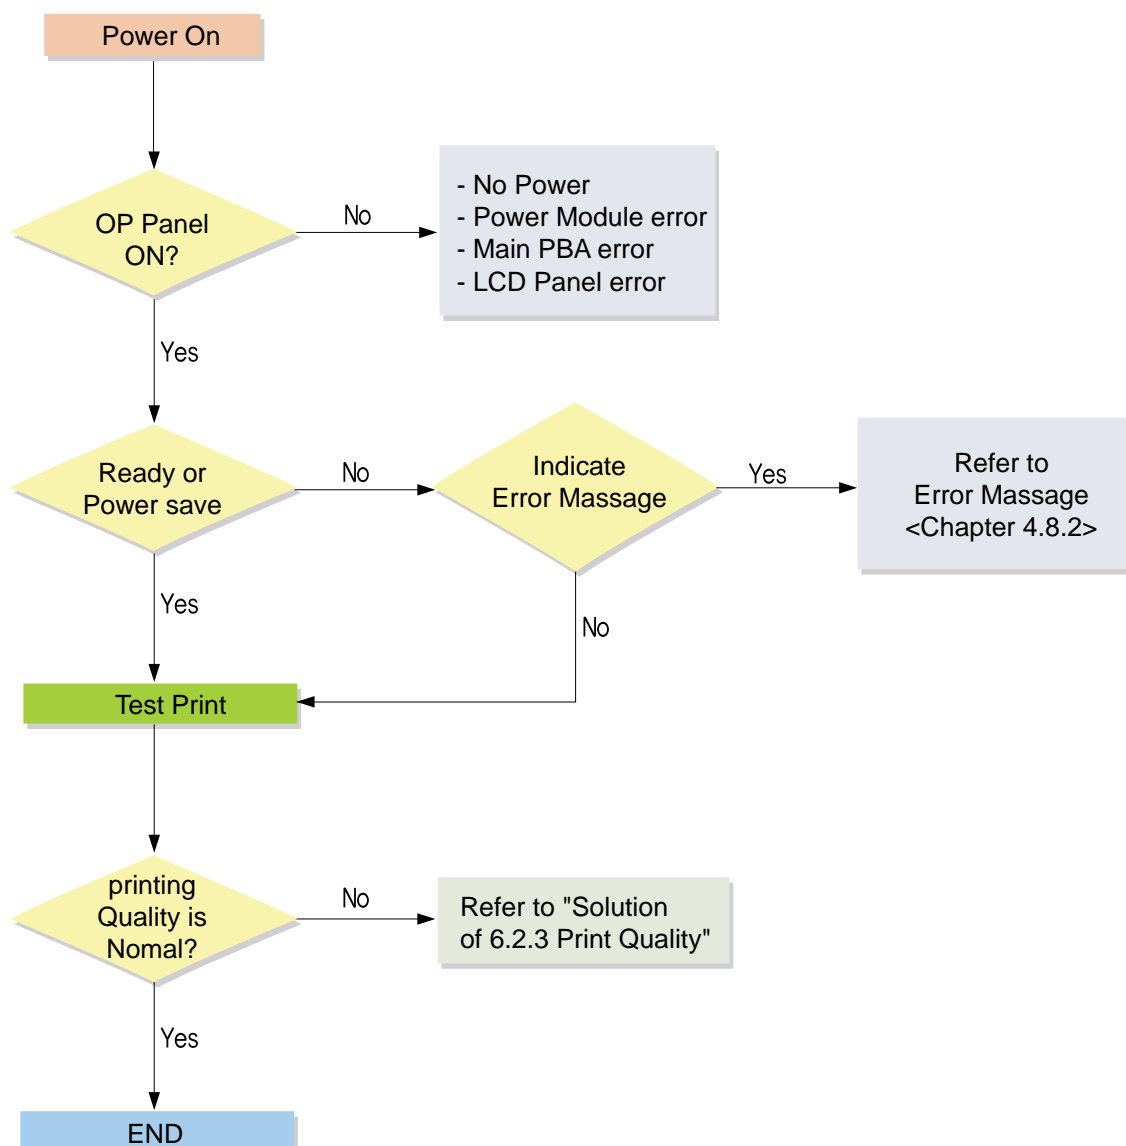 Power On
OP Panel
ON?
No
- No Power
- Power Module error
- Main PBA error
- LCD Panel error
Yes
Ready or
Power save
No
Indicate
Error Massage
Yes
Refer to
Error Massage
<Chapter 4.8.2>
Yes
No
Test Print
printing
Quality is
Nomal?
No
Refer to "Solution
of 6.2.3 Print Quality"
Yes
END